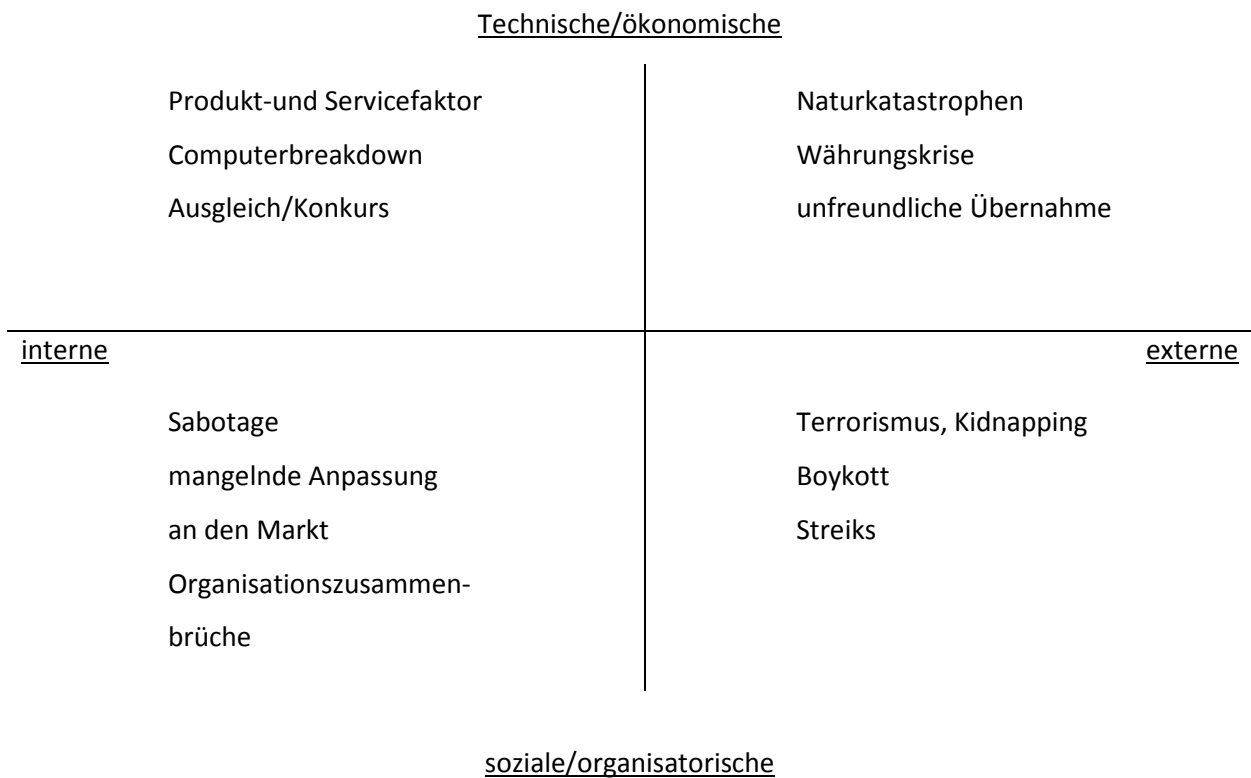 Technische/ökonomische
Produkt-und Servicefaktor
Computerbreakdown
Ausgleich/Konkurs
Naturkatastrophen
Währungskrise
unfreundliche Übernahme
interne
externe
Sabotage
mangelnde Anpassung
an den Markt
Organisationszusammen-
brüche
Terrorismus, Kidnapping
Boykott
Streiks
soziale/organisatorische